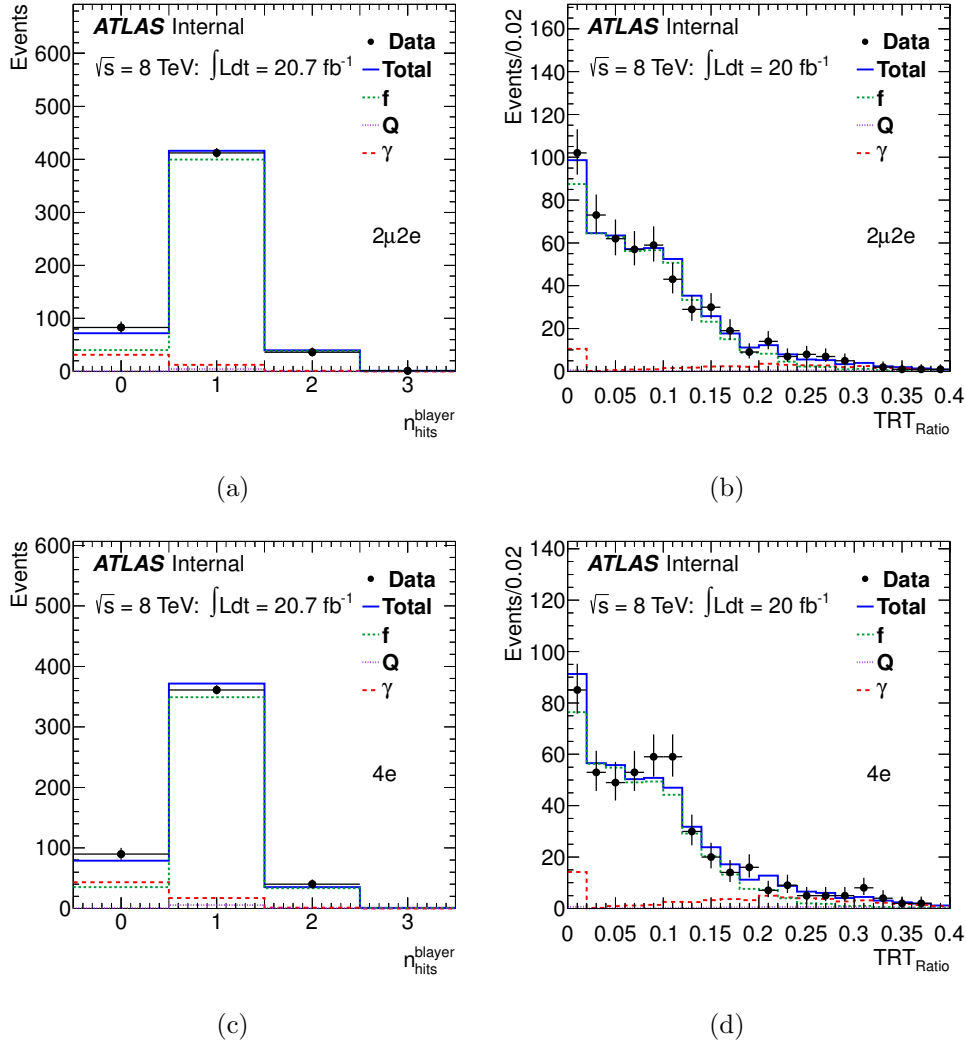 Events
ATLAS Internal
√s = 8 TeV: ∫Ldt = 20.7 fb⁻¹
Data
Total
f
Q
γ
2μ2e
600
500
400
300
200
100
0
0 1 2 3
n_hits^blayer
(a)
Events/0.02
ATLAS Internal
√s = 8 TeV: ∫Ldt = 20 fb⁻¹
Data
Total
f
Q
γ
2μ2e
160
140
120
100
80
60
40
20
0
0 0.05 0.1 0.15 0.2 0.25 0.3 0.35 0.4
TRT_Ratio
(b)
Events
ATLAS Internal
√s = 8 TeV: ∫Ldt = 20.7 fb⁻¹
Data
Total
f
Q
γ
4e
600
500
400
300
200
100
0
0 1 2 3
n_hits^blayer
(c)
Events/0.02
ATLAS Internal
√s = 8 TeV: ∫Ldt = 20 fb⁻¹
Data
Total
f
Q
γ
4e
140
120
100
80
60
40
20
0
0 0.05 0.1 0.15 0.2 0.25 0.3 0.35 0.4
TRT_Ratio
(d)